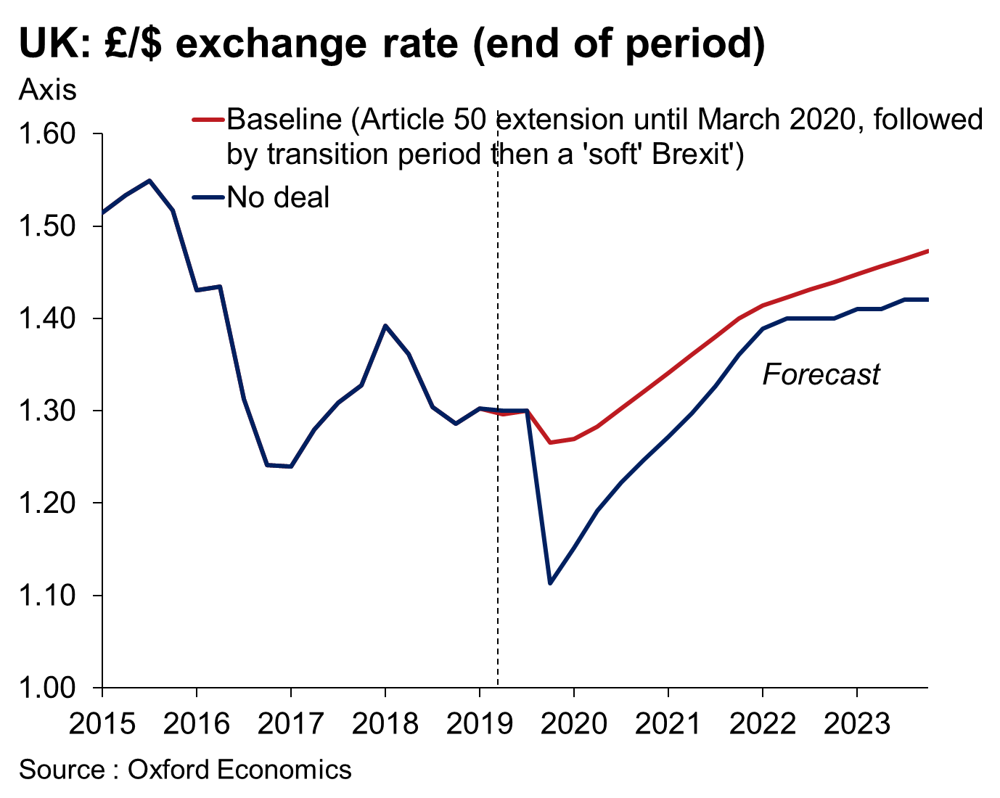 UK: £/$ exchange rate (end of period)
Axis
Baseline (Article 50 extension until March 2020, followed
by transition period then a 'soft' Brexit')
No deal
1.60
1.50
1.40
1.30
1.20
1.10
1.00
Forecast
2015 2016 2017 2018 2019 2020 2021 2022 2023
Source : Oxford Economics